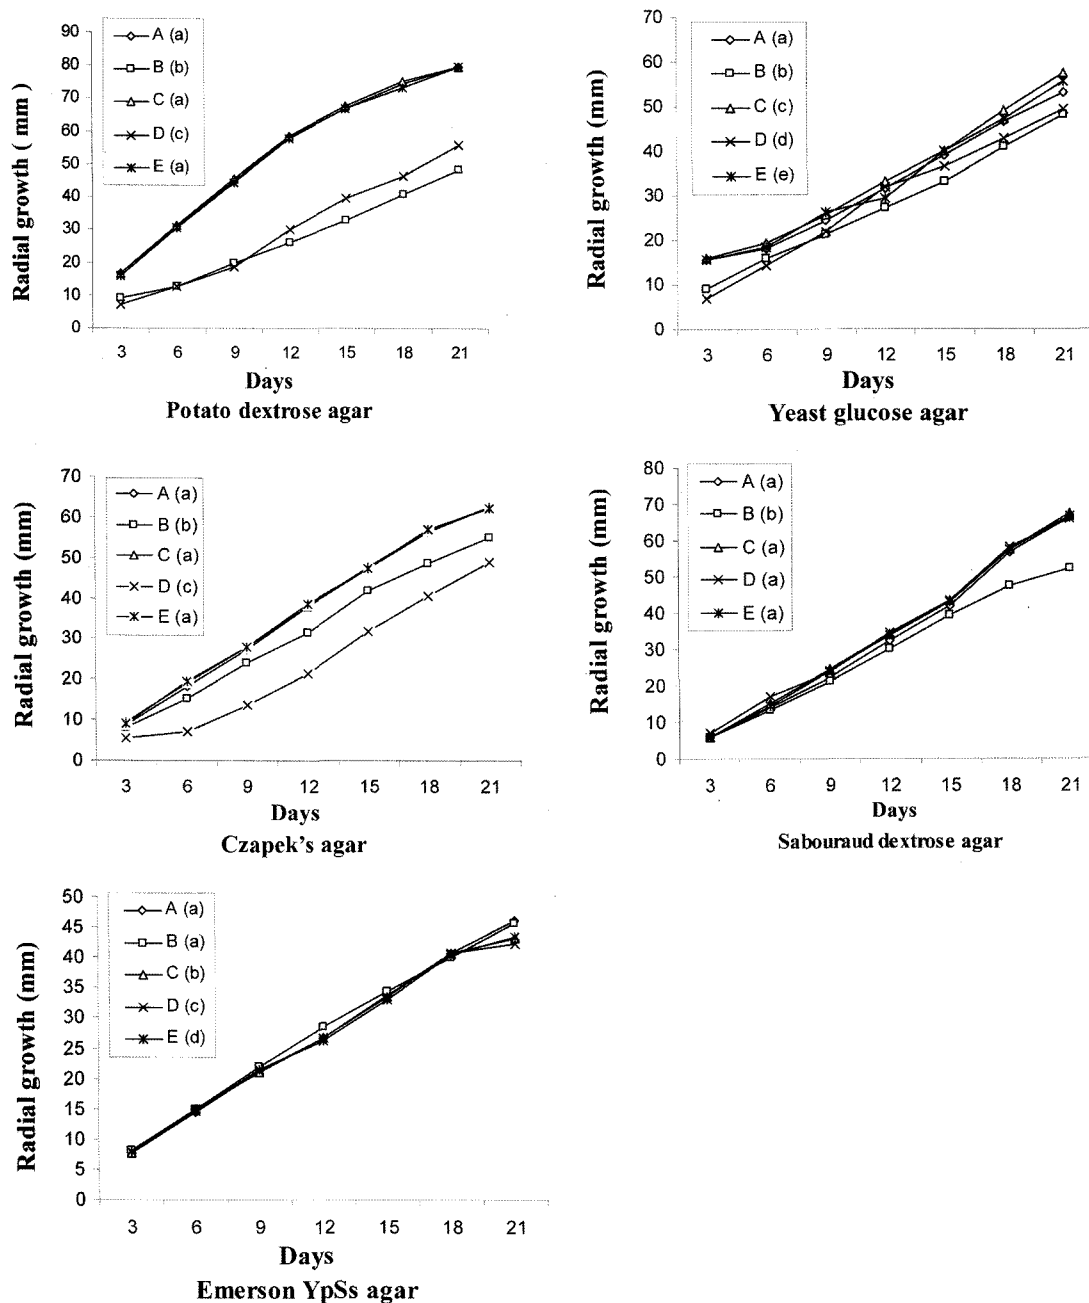 Radial growth ( mm )
90
80
70
60
50
40
30
20
10
0
A (a)
B (b)
C (a)
D (c)
E (a)
3 6 9 12 15 18 21
Days
Potato dextrose agar
Radial growth (mm)
70
60
50
40
30
20
10
0
A (a)
B (b)
C (c)
D (d)
E (e)
3 6 9 12 15 18 21
Days
Yeast glucose agar
Radial growth (mm)
70
60
50
40
30
20
10
0
A (a)
B (b)
C (a)
D (c)
E (a)
3 6 9 12 15 18 21
Days
Czapek's agar
Radial growth (mm)
80
70
60
50
40
30
20
10
0
A (a)
B (b)
C (a)
D (a)
E (a)
3 6 9 12 15 18 21
Days
Sabouraud dextrose agar
Radial growth (mm)
50
45
40
35
30
25
20
15
10
5
0
A (a)
B (a)
C (b)
D (c)
E (d)
3 6 9 12 15 18 21
Days
Emerson YpSs agar